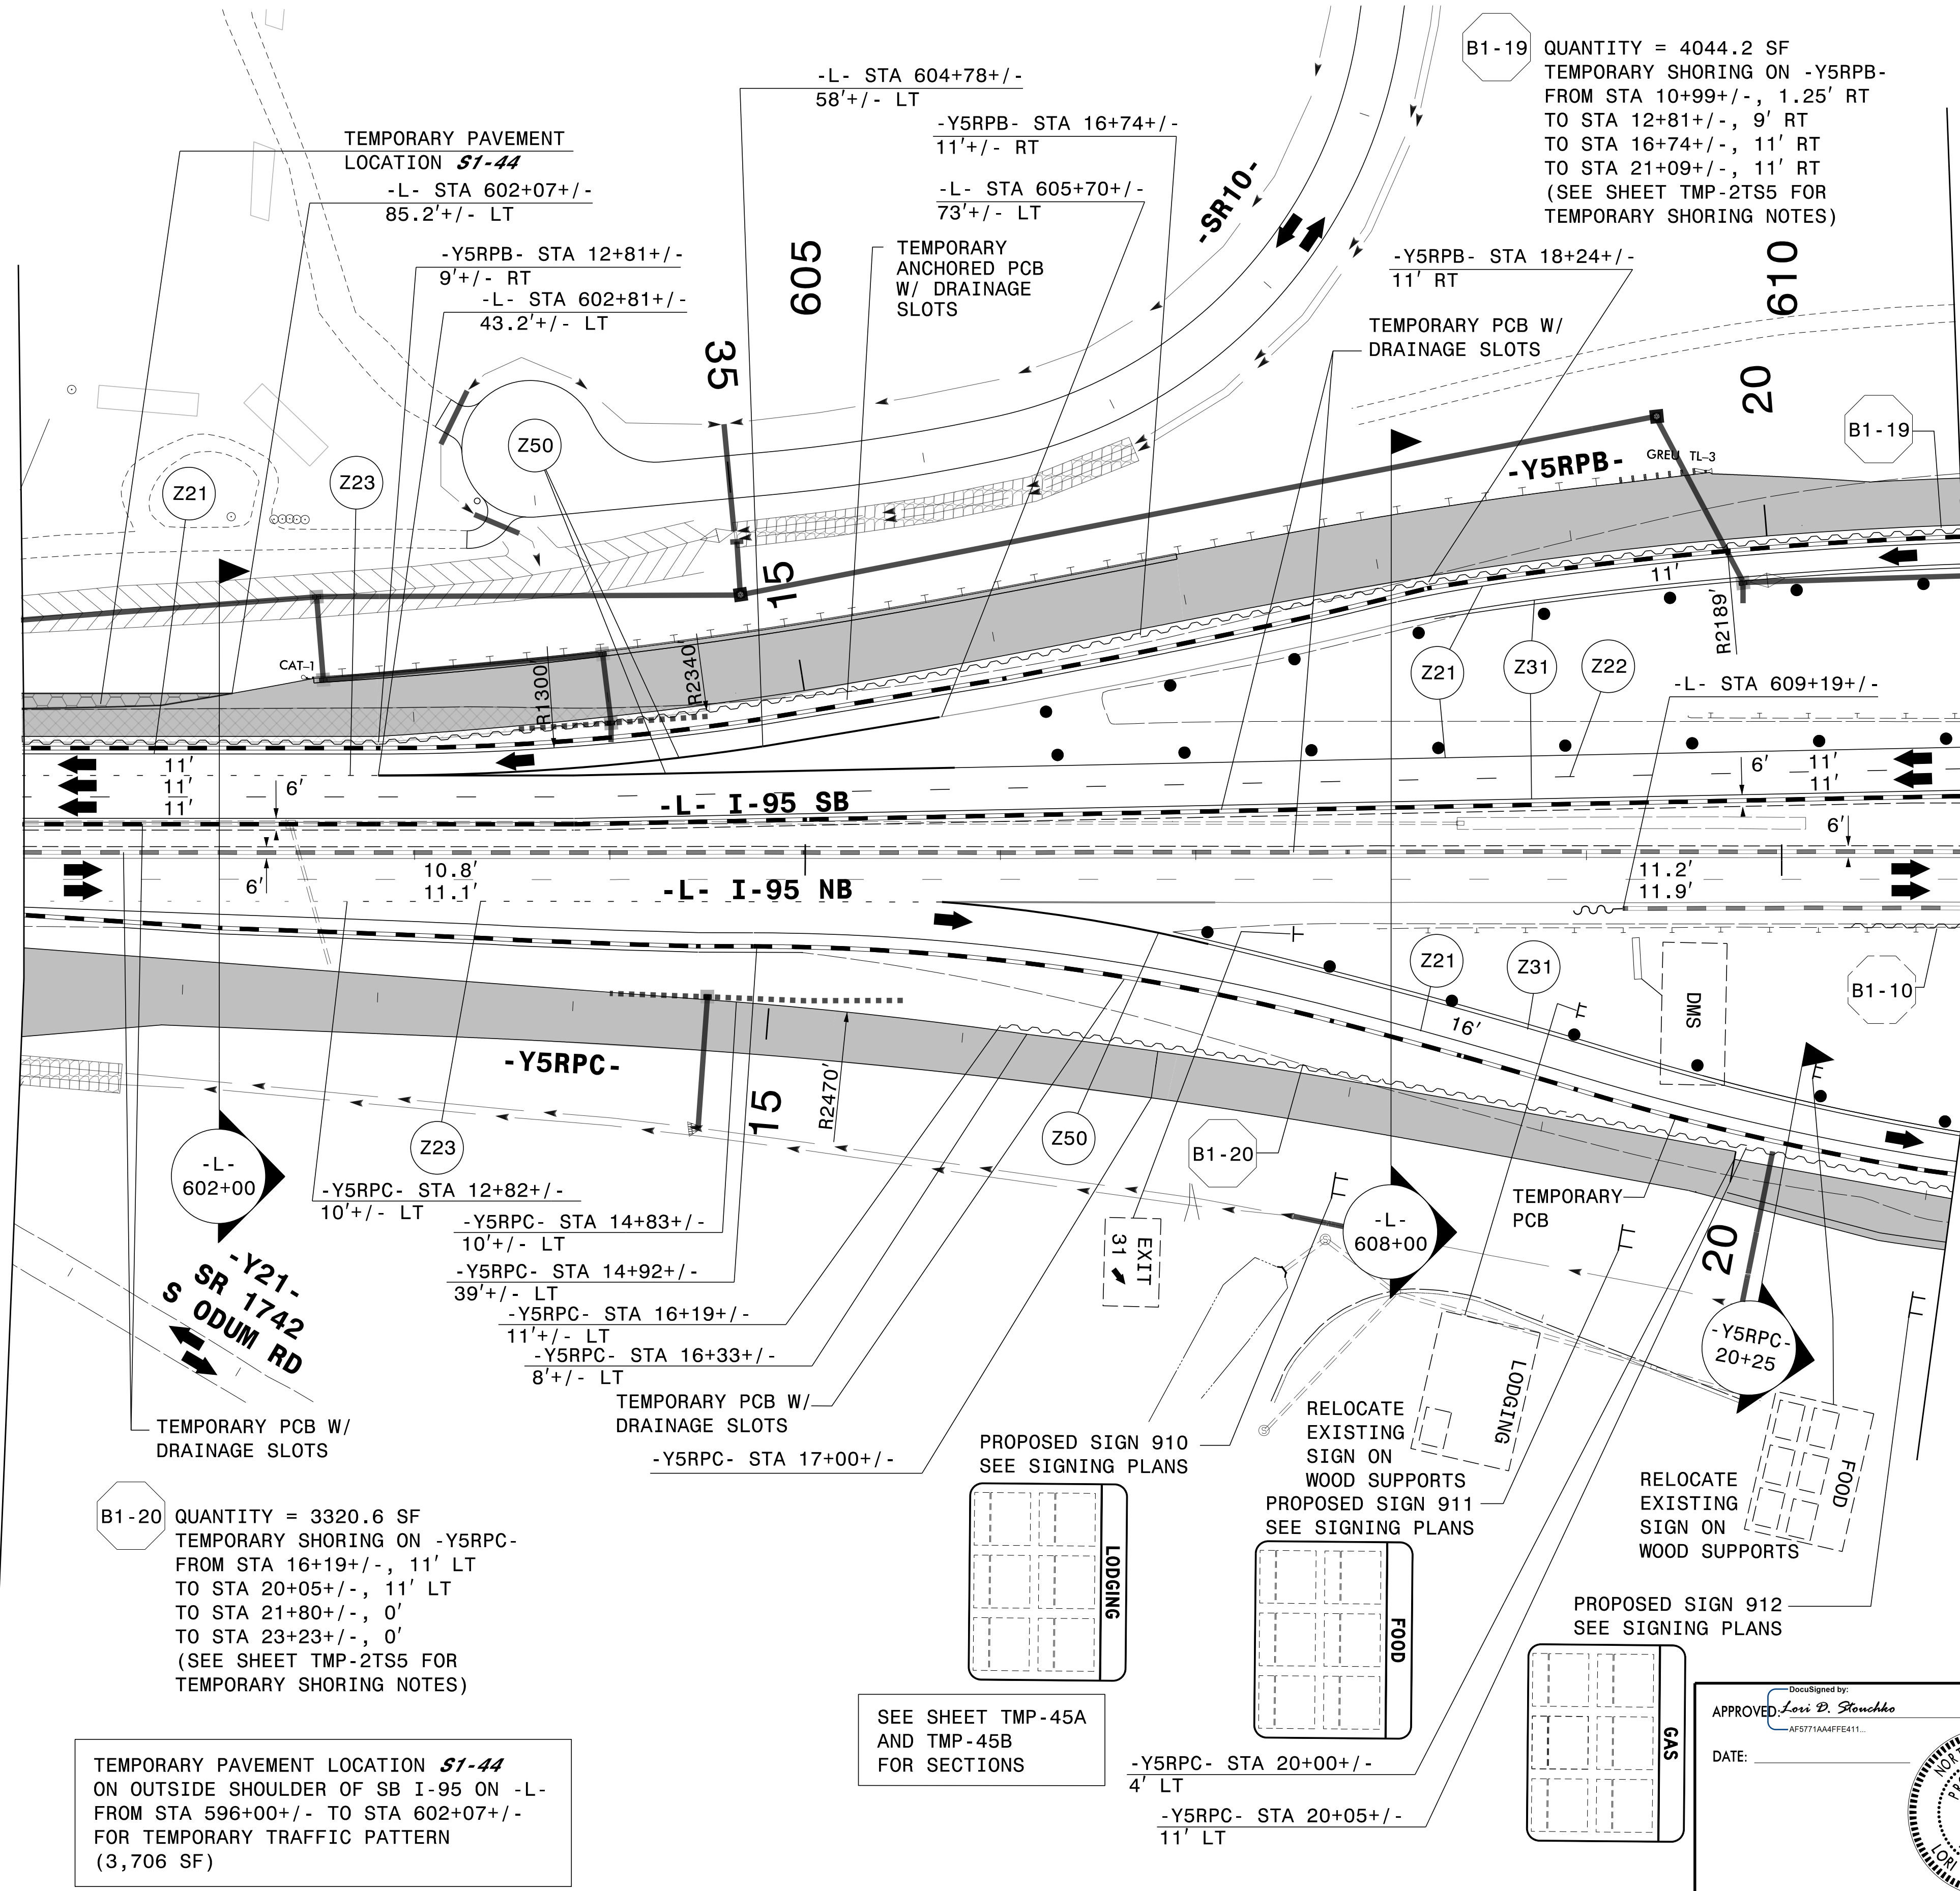 B1-19
QUANTITY = 4044.2 SF
TEMPORARY SHORING ON -Y5RPB-
FROM STA 10+99+/-, 1.25' RT
TO STA 12+81+/-, 9' RT
TO STA 16+74+/-, 11' RT
TO STA 21+09+/-, 11' RT
(SEE SHEET TMP-2TS5 FOR
TEMPORARY SHORING NOTES)
-L- STA 604+78+/-
58'+/- LT
TEMPORARY PAVEMENT
LOCATION S1-44
-Y5RPB- STA 16+74+/-
11'+/- RT
-L- STA 602+07+/-
85.2'+/- LT
-L- STA 605+70+/-
73'+/- LT
-SR10-
-Y5RPB- STA 12+81+/-
9'+/- RT
-L- STA 602+81+/-
43.2'+/- LT
605
TEMPORARY
ANCHORED PCB
W/ DRAINAGE
SLOTS
-Y5RPB- STA 18+24+/-
11' RT
610
TEMPORARY PCB W/
DRAINAGE SLOTS
35
20
B1-19
Z21
Z23
Z50
-Y5RPB-
GREU TL-3
15
11'
R2189'
CAT-1
R1300'
R2340'
Z21
Z31
Z22
-L- STA 609+19+/-
11'
11'
11'
6'
-L- I-95 SB
6'
11'
11'
6'
6'
10.8'
11.1'
-L- I-95 NB
11.2'
11.9'
Z21
Z31
16'
DMS
B1-10
-Y5RPC-
15
R2470'
Z50
B1-20
-L-
602+00
Z23
-Y5RPC- STA 12+82+/-
10'+/- LT
-Y5RPC- STA 14+83+/-
10'+/- LT
-Y5RPC- STA 14+92+/-
39'+/- LT
-Y5RPC- STA 16+19+/-
11'+/- LT
-Y5RPC- STA 16+33+/-
8'+/- LT
TEMPORARY PCB W/
DRAINAGE SLOTS
-Y5RPC- STA 17+00+/-
EXIT
31
-L-
608+00
TEMPORARY
PCB
20
-Y5RPC-
20+25
-Y21-
SR 1742
S ODUM RD
TEMPORARY PCB W/
DRAINAGE SLOTS
PROPOSED SIGN 910
SEE SIGNING PLANS
LODGING
RELOCATE
EXISTING
SIGN ON
WOOD SUPPORTS
LODGING
PROPOSED SIGN 911
SEE SIGNING PLANS
FOOD
RELOCATE
EXISTING
SIGN ON
WOOD SUPPORTS
FOOD
PROPOSED SIGN 912
SEE SIGNING PLANS
GAS
B1-20
QUANTITY = 3320.6 SF
TEMPORARY SHORING ON -Y5RPC-
FROM STA 16+19+/-, 11' LT
TO STA 20+05+/-, 11' LT
TO STA 21+80+/-, 0'
TO STA 23+23+/-, 0'
(SEE SHEET TMP-2TS5 FOR
TEMPORARY SHORING NOTES)
SEE SHEET TMP-45A
AND TMP-45B
FOR SECTIONS
-Y5RPC- STA 20+00+/-
4' LT
-Y5RPC- STA 20+05+/-
11' LT
TEMPORARY PAVEMENT LOCATION S1-44
ON OUTSIDE SHOULDER OF SB I-95 ON -L-
FROM STA 596+00+/- TO STA 602+07+/-
FOR TEMPORARY TRAFFIC PATTERN
(3,706 SF)
DocuSigned by:
APPROVED: Lori D. Stouchko
AF5771AA4FFE411...
DATE:
LORI